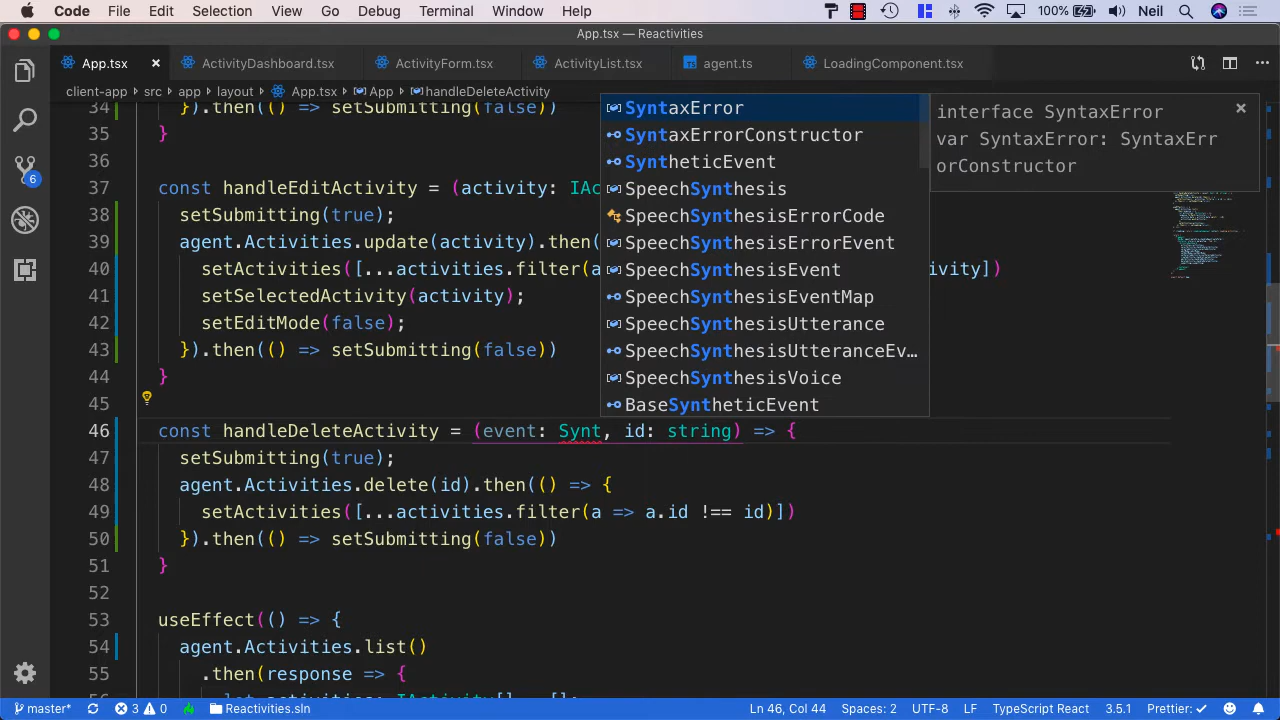 Code File Edit Selection View Go Debug Terminal Window Help 100% Neil
App.tsx — Reactivities
App.tsx ActivityDashboard.tsx ActivityForm.tsx ActivityList.tsx agent.ts LoadingComponent.tsx
client-app › src › app › layout › App.tsx › App › handleDeleteActivity
34 }).then(() => setSubmitting(false))
35 }
36
37 const handleEditActivity = (activity: IA
38 setSubmitting(true);
39 agent.Activities.update(activity).then(
40 setActivities([...activities.filter(a ivity])
41 setSelectedActivity(activity);
42 setEditMode(false);
43 }).then(() => setSubmitting(false))
44 }
45
46 const handleDeleteActivity = (event: Synt, id: string) => {
47 setSubmitting(true);
48 agent.Activities.delete(id).then(() => {
49 setActivities([...activities.filter(a => a.id !== id)])
50 }).then(() => setSubmitting(false))
51 }
52
53 useEffect(() => {
54 agent.Activities.list()
55 .then(response => {
SyntaxError
SyntaxErrorConstructor
SyntheticEvent
SpeechSynthesis
SpeechSynthesisErrorCode
SpeechSynthesisErrorEvent
SpeechSynthesisEvent
SpeechSynthesisEventMap
SpeechSynthesisUtterance
SpeechSynthesisUtteranceEv…
SpeechSynthesisVoice
BaseSyntheticEvent
interface SyntaxError
var SyntaxError: SyntaxErr
orConstructor
6
master* 3 0 Reactivities.sln Ln 46, Col 44 Spaces: 2 UTF-8 LF TypeScript React 3.5.1 Prettier: ✓